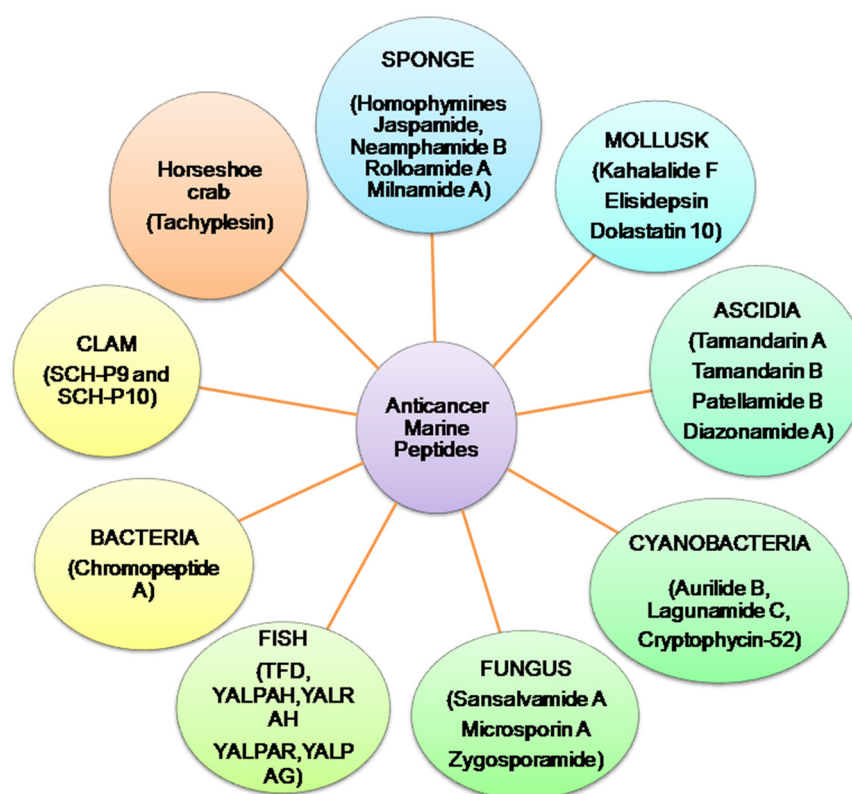 SPONGE
(Homophymines
Jaspamide,
Neamphamide B
Rolloamide A
Milnamide A)
MOLLUSK
(Kahalalide F
Elisidepsin
Dolastatin 10)
ASCIDIA
(Tamandarin A
Tamandarin B
Patellamide B
Diazonamide A)
CYANOBACTERIA
(Aurilide B,
Lagunamide C,
Cryptophycin-52)
FUNGUS
(Sansalvamide A
Microsporin A
Zygosporamide)
FISH
(TFD,
YALPAH,YALR
AH
YALPAR,YALP
AG)
BACTERIA
(Chromopeptide
A)
CLAM
(SCH-P9 and
SCH-P10)
Horseshoe
crab
(Tachyplesin)
Anticancer
Marine
Peptides